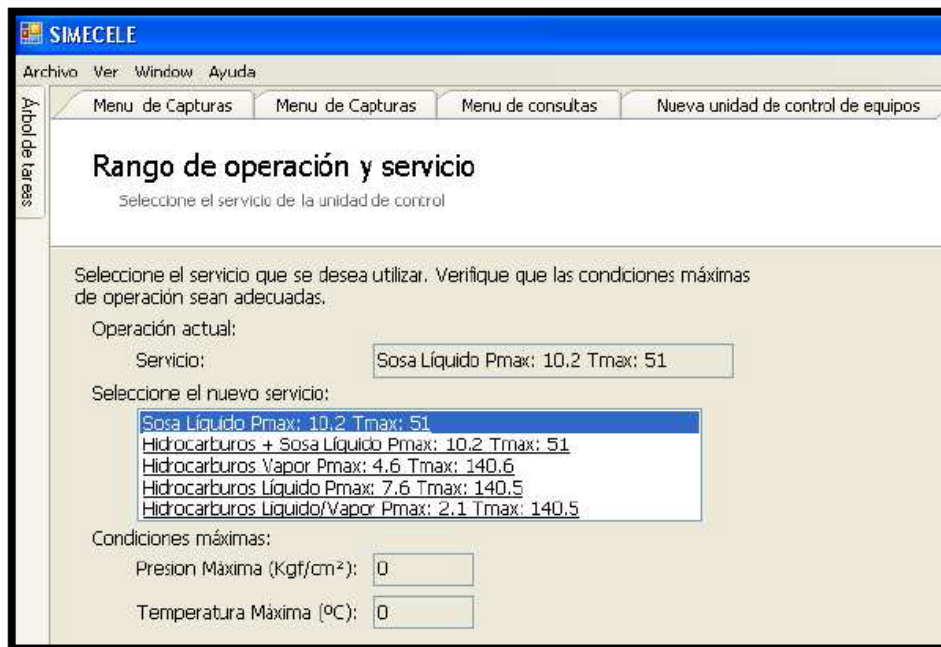 SIMECELE
Archivo Ver Window Ayuda
Árbol de tareas
Menu de Capturas Menu de Capturas Menu de consultas Nueva unidad de control de equipos
Rango de operación y servicio
Seleccione el servicio de la unidad de control
Seleccione el servicio que se desea utilizar. Verifique que las condiciones máximas
de operación sean adecuadas.
Operación actual:
Servicio: Sosa Líquido Pmax: 10.2 Tmax: 51
Seleccione el nuevo servicio:
Sosa Líquido Pmax: 10.2 Tmax: 51
Hidrocarburos + Sosa Líquido Pmax: 10.2 Tmax: 51
Hidrocarburos Vapor Pmax: 4.6 Tmax: 140.6
Hidrocarburos Líquido Pmax: 7.6 Tmax: 140.5
Hidrocarburos Líquido/Vapor Pmax: 2.1 Tmax: 140.5
Condiciones máximas:
Presion Máxima (Kgf/cm²): 0
Temperatura Máxima (ºC): 0